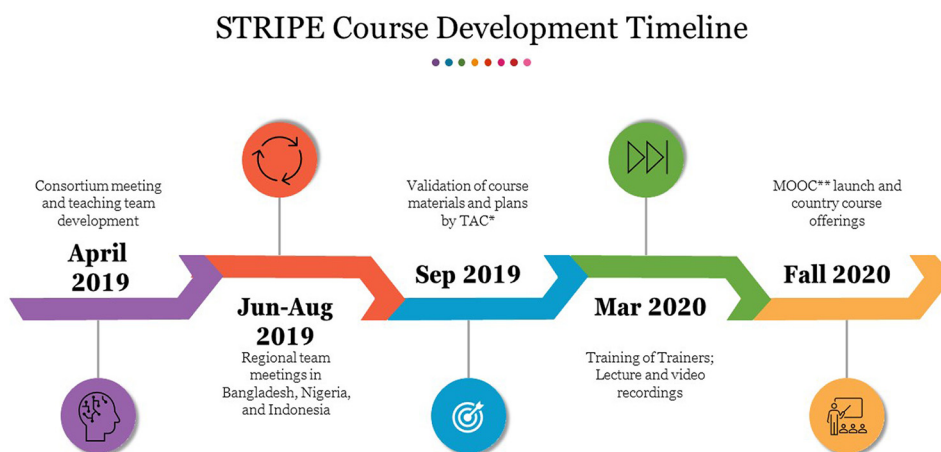 STRIPE Course Development Timeline
Consortium meeting
and teaching team
development
April
2019
Jun-Aug
2019
Regional team
meetings in
Bangladesh, Nigeria,
and Indonesia
Validation of course
materials and plans
by TAC*
Sep 2019
Mar 2020
Training of Trainers;
Lecture and video
recordings
MOOC** launch and
country course
offerings
Fall 2020